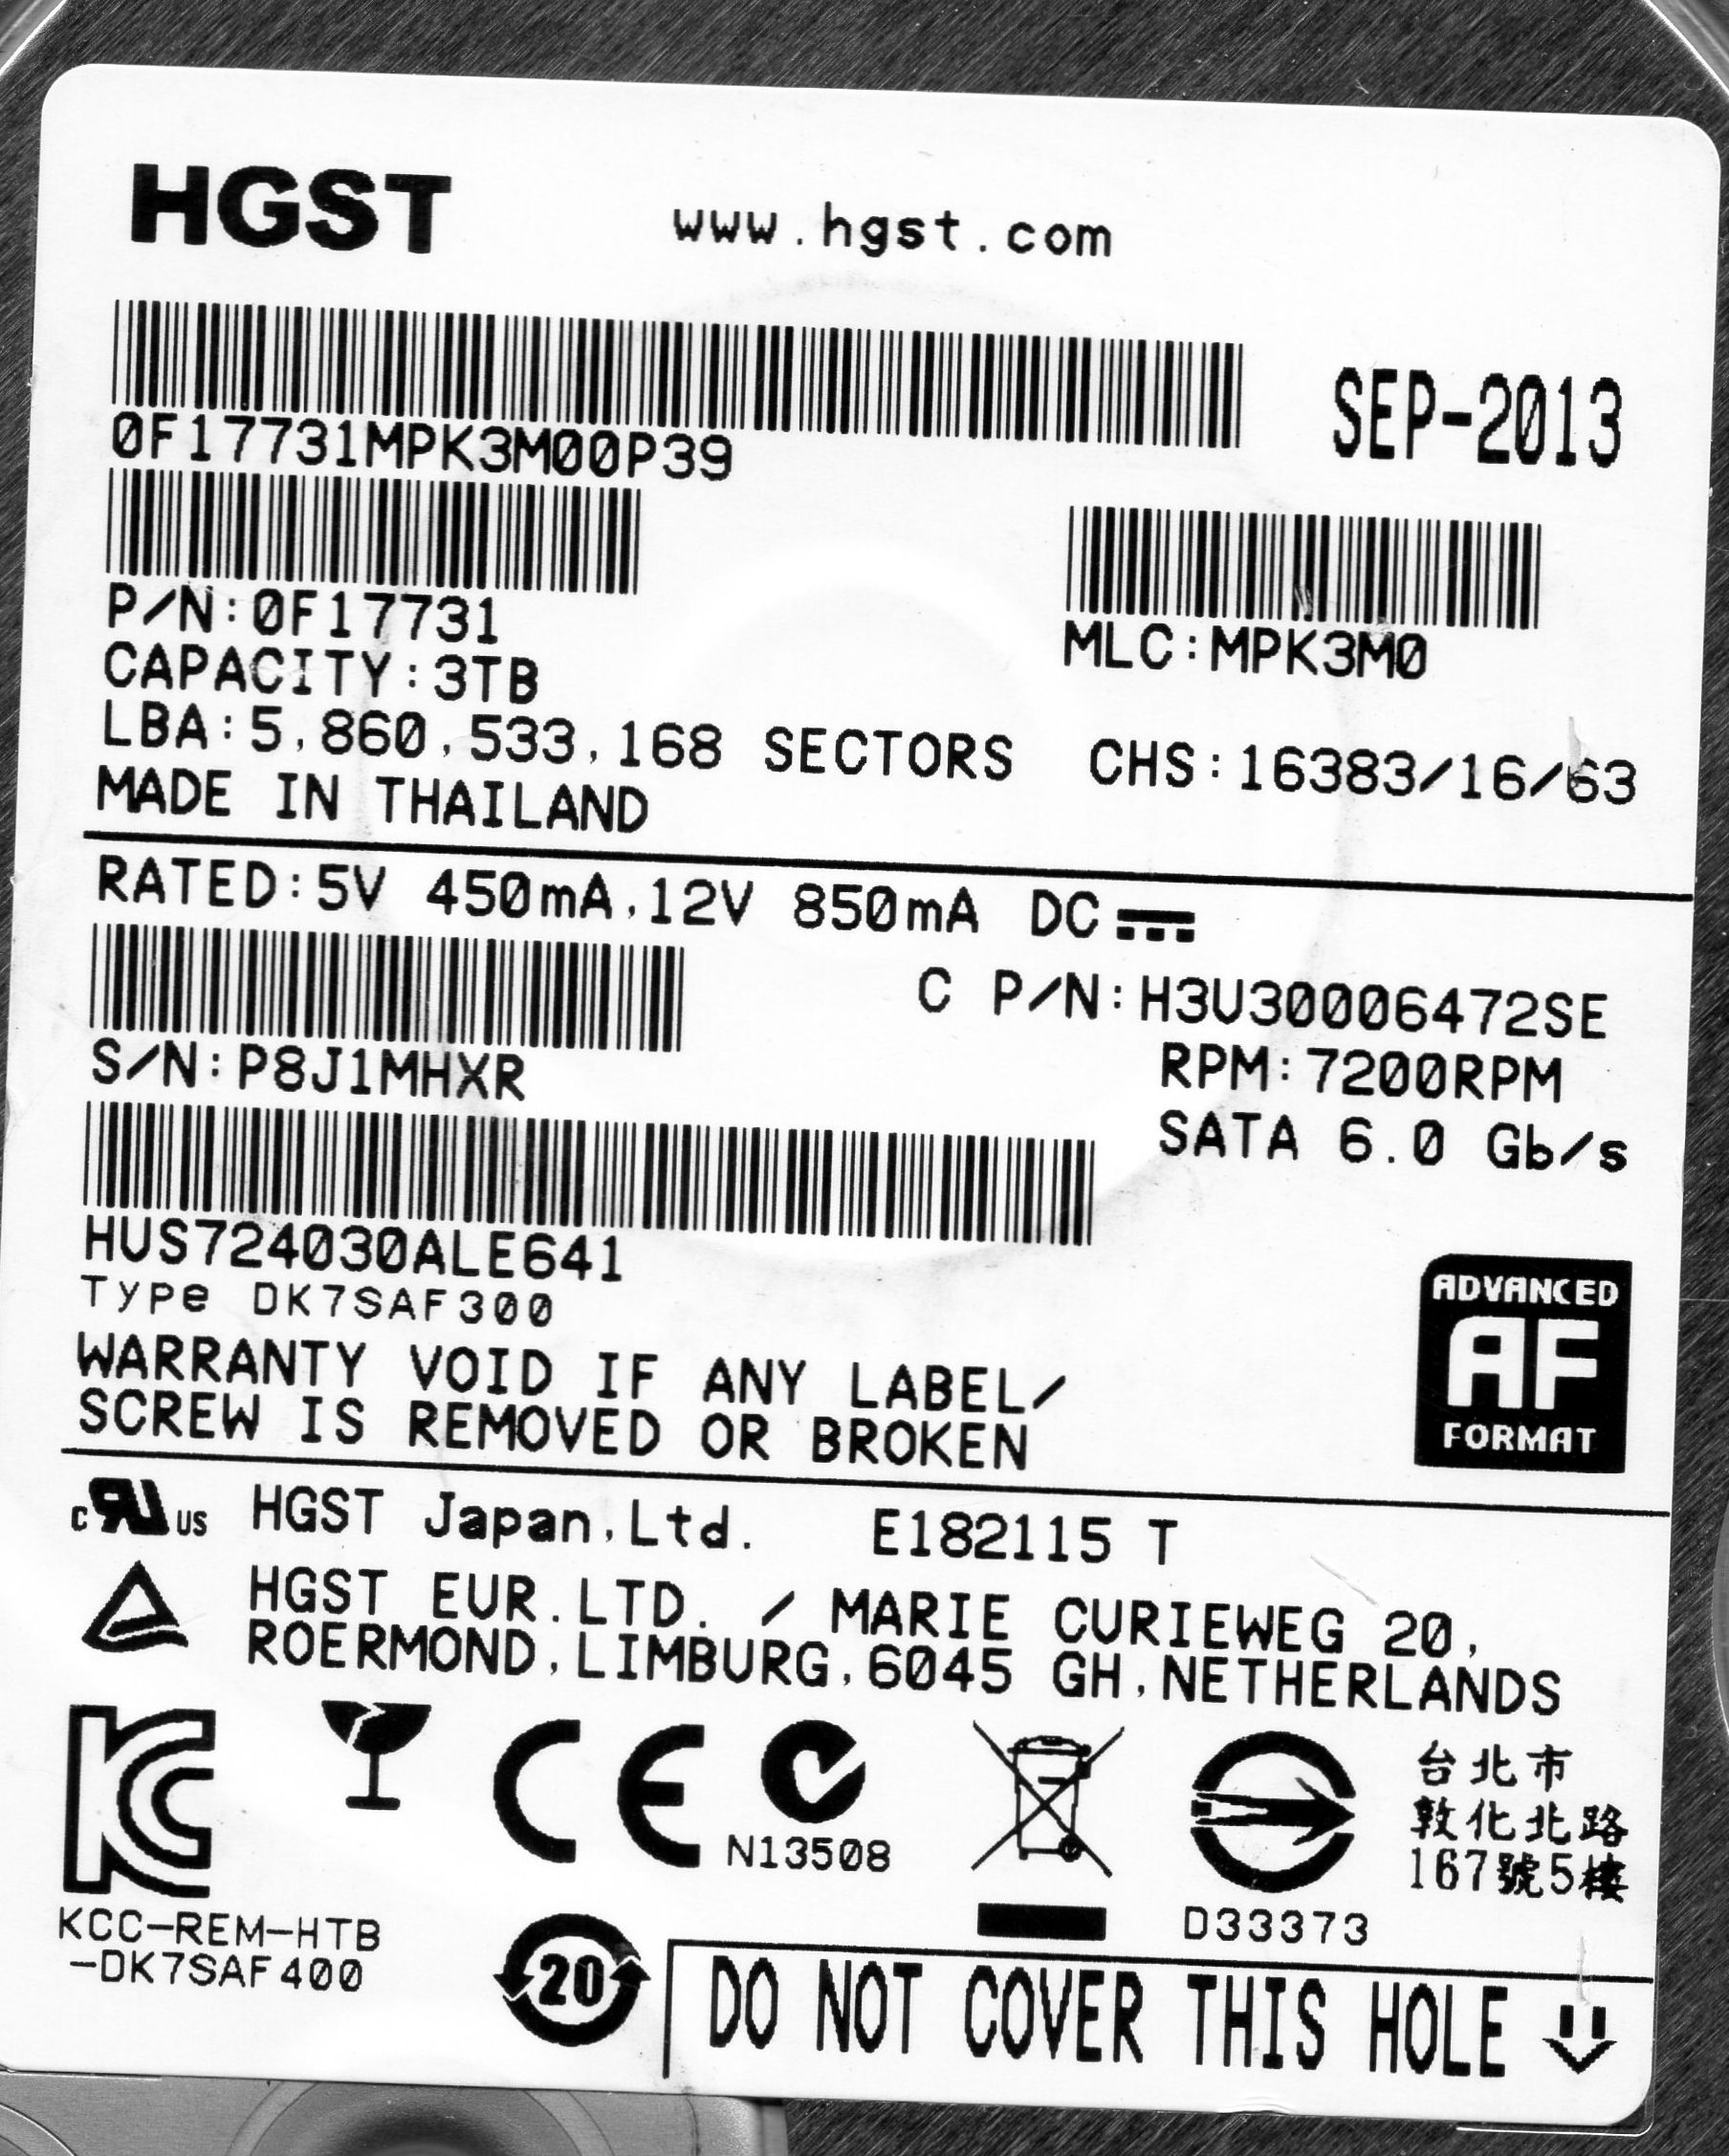 HGST
www.hgst.com
0F17731MPK3M00P39
SEP-2013
P/N:0F17731
MLC:MPK3M0
CAPACITY:3TB
LBA:5,860,533,168 SECTORS CHS:16383/16/63
MADE IN THAILAND
RATED:5V 450mA,12V 850mA DC
C P/N:H3U30006472SE
S/N:P8J1MHXR
RPM:7200RPM
SATA 6.0 Gb/s
HUS724030ALE641
Type DK7SAF300
WARRANTY VOID IF ANY LABEL/
SCREW IS REMOVED OR BROKEN
ADVANCED
AF
FORMAT
c RU US HGST Japan,Ltd. E182115 T
HGST EUR.LTD. / MARIE CURIEWEG 20,
ROERMOND,LIMBURG,6045 GH,NETHERLANDS
KC
CE
N13508
D33373
台北市
敦化北路
167號5樓
KCC-REM-HTB
-DK7SAF400
20
DO NOT COVER THIS HOLE